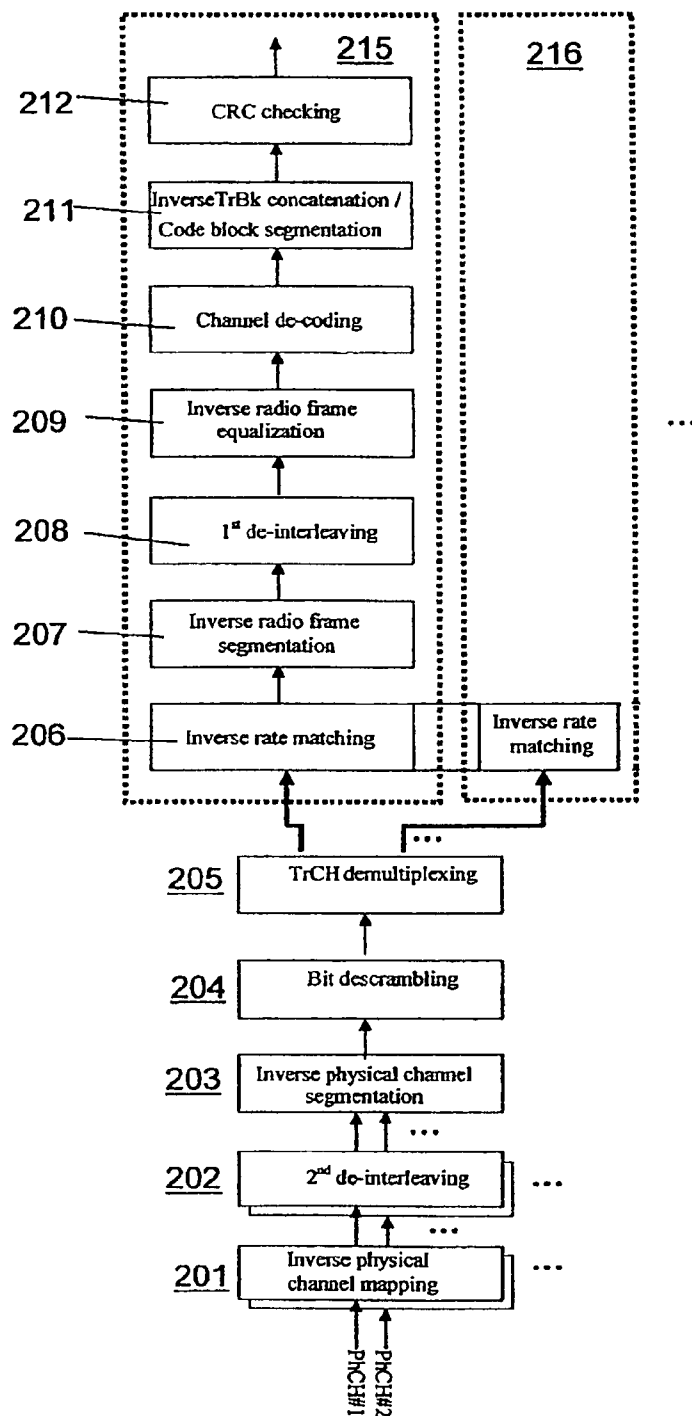 215
216
212
CRC checking
211
InverseTrBk concatenation /
Code block segmentation
210
Channel de-coding
209
Inverse radio frame
equalization
...
208
1st de-interleaving
207
Inverse radio frame
segmentation
206
Inverse rate matching
Inverse rate
matching
...
205
TrCH demultiplexing
204
Bit descrambling
203
Inverse physical channel
segmentation
...
202
2nd de-interleaving
...
...
201
Inverse physical
channel mapping
...
PhCH#1
PhCH#2